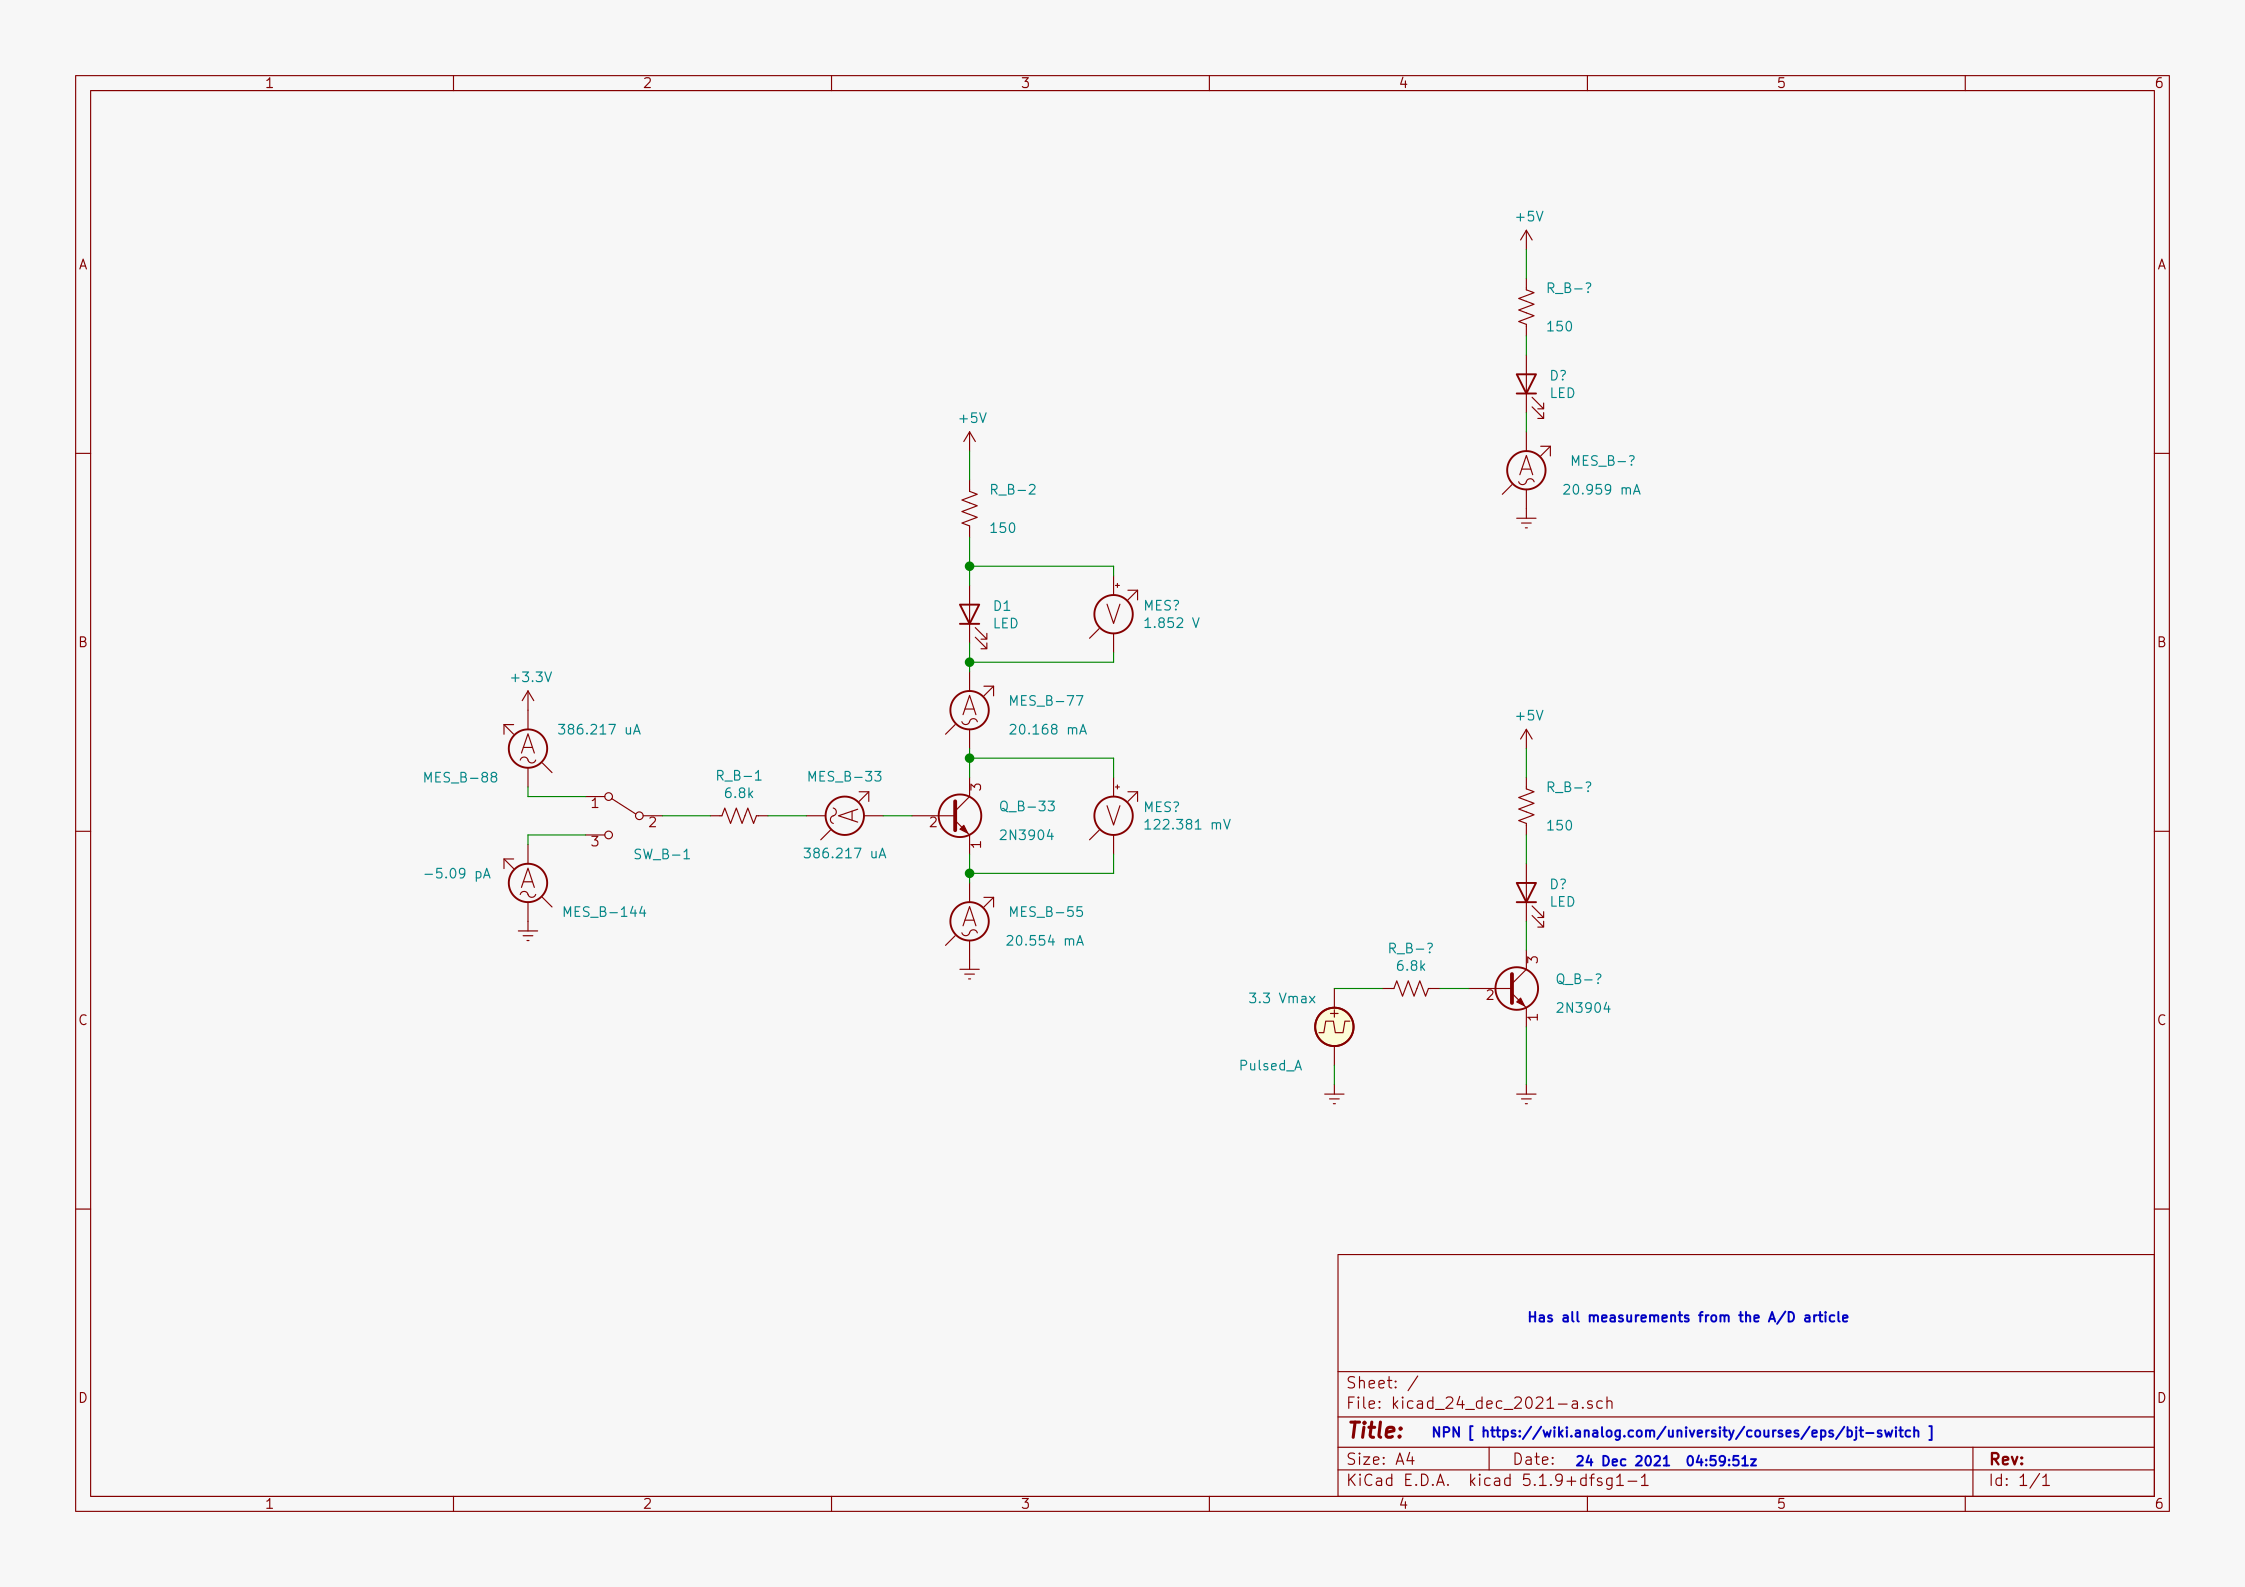 1 2 3 4 5 6
A A
+5V
R_B-?
150
D?
LED
MES_B-?
20.959 mA
A
+5V
R_B-2
150
D1
LED
V
MES?
1.852 V
B B
+3.3V
A
386.217 uA
MES_B-88
A
MES_B-77
20.168 mA
1
2
3
SW_B-1
R_B-1
6.8k
MES_B-33
A
386.217 uA
2
3
1
Q_B-33
2N3904
V
MES?
122.381 mV
-5.09 pA
A
MES_B-144
A
MES_B-55
20.554 mA
+5V
R_B-?
150
D?
LED
R_B-?
6.8k
2
3
1
Q_B-?
2N3904
3.3 Vmax
Pulsed_A
C C
Has all measurements from the A/D article
Sheet: /
File: kicad_24_dec_2021-a.sch
Title: NPN [ https://wiki.analog.com/university/courses/eps/bjt-switch ]
Size: A4 Date: 24 Dec 2021 04:59:51z Rev:
KiCad E.D.A. kicad 5.1.9+dfsg1-1 Id: 1/1
D D
1 2 3 4 5 6